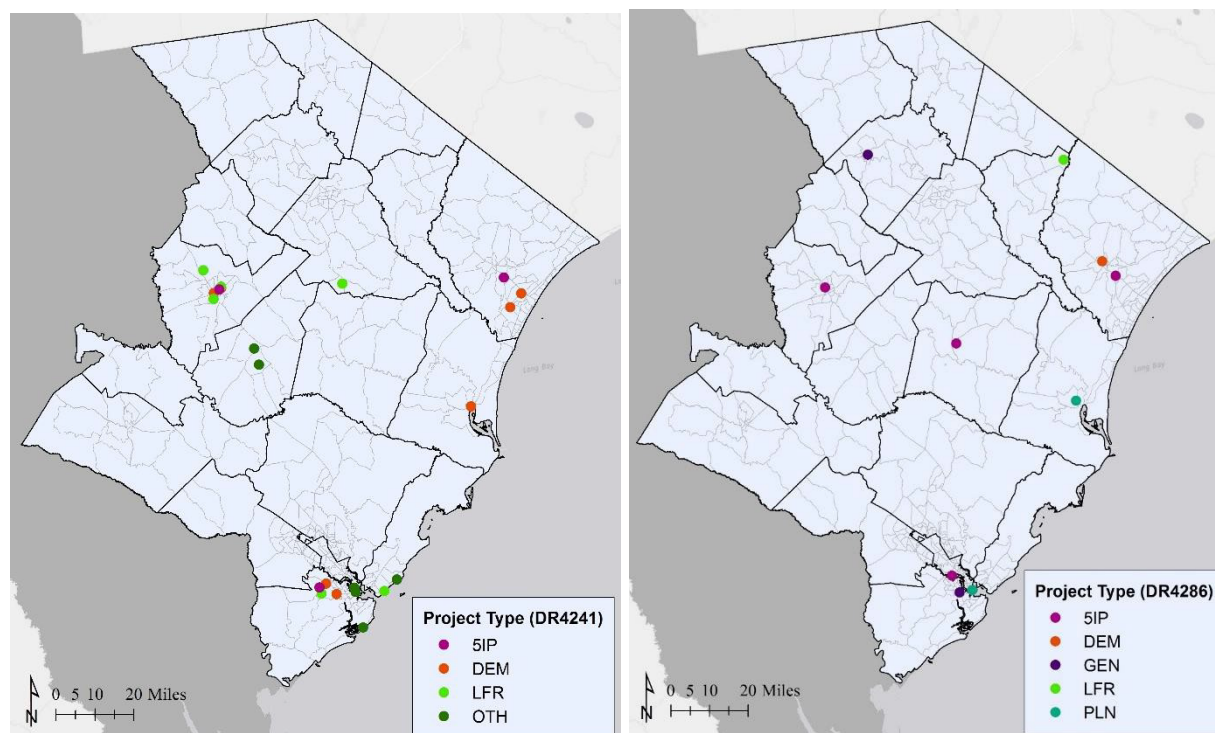 Long Bay
Project Type (DR4241)
5IP
DEM
LFR
OTH
0 5 10 20 Miles
N
Long Bay
Project Type (DR4286)
5IP
DEM
GEN
LFR
PLN
0 5 10 20 Miles
N